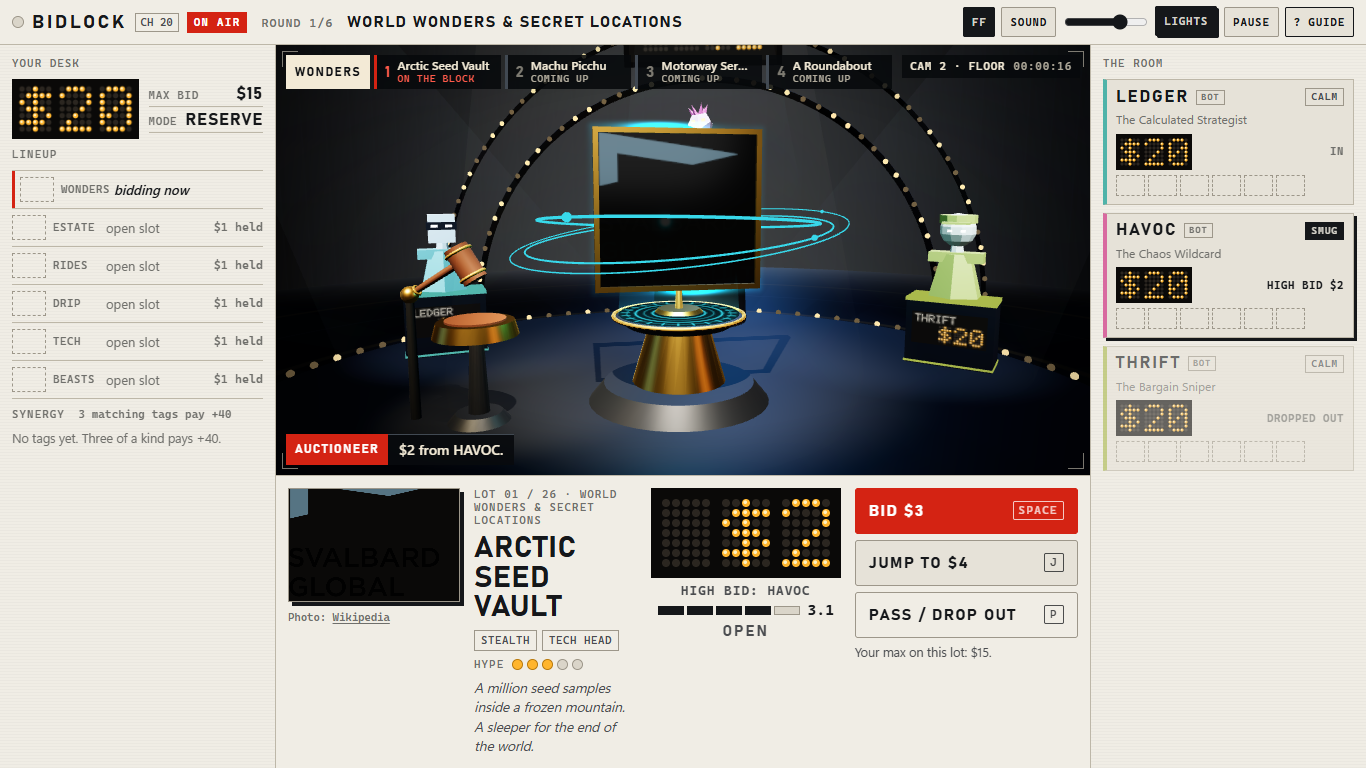 BIDLOCK CH 20 ON AIR ROUND 1/6 WORLD WONDERS & SECRET LOCATIONS
FF SOUND LIGHTS PAUSE ? GUIDE
YOUR DESK
$20
MAX BID $15
MODE RESERVE
LINEUP
WONDERS bidding now
ESTATE open slot $1 held
RIDES open slot $1 held
DRIP open slot $1 held
TECH open slot $1 held
BEASTS open slot $1 held
SYNERGY 3 matching tags pay +40
No tags yet. Three of a kind pays +40.
WONDERS
1 Arctic Seed Vault
ON THE BLOCK
2 Machu Picchu
COMING UP
3 Motorway Ser...
COMING UP
4 A Roundabout
COMING UP
CAM 2 · FLOOR 00:00:16
LEDGER
THRIFT
$20
AUCTIONEER $2 from HAVOC.
SVALBARD
GLOBAL
Photo: Wikipedia
LOT 01 / 26 · WORLD
WONDERS & SECRET
LOCATIONS
ARCTIC
SEED
VAULT
STEALTH TECH HEAD
HYPE
A million seed samples
inside a frozen mountain.
A sleeper for the end of
the world.
$2
HIGH BID: HAVOC
3.1
OPEN
BID $3 SPACE
JUMP TO $4 J
PASS / DROP OUT P
Your max on this lot: $15.
THE ROOM
LEDGER BOT CALM
The Calculated Strategist
$20 IN
HAVOC BOT SMUG
The Chaos Wildcard
$20 HIGH BID $2
THRIFT BOT CALM
The Bargain Sniper
$20 DROPPED OUT